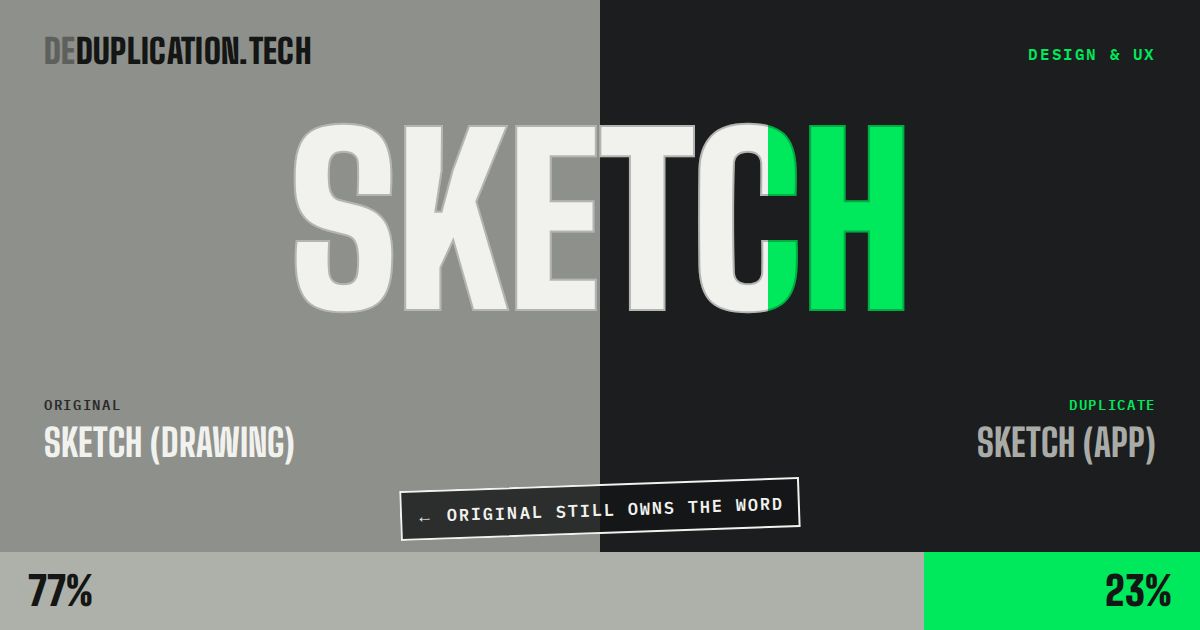 DEDUPLICATION.TECH
DESIGN & UX
SKETCH
ORIGINAL
SKETCH (DRAWING)
DUPLICATE
SKETCH (APP)
← ORIGINAL STILL OWNS THE WORD
77%
23%